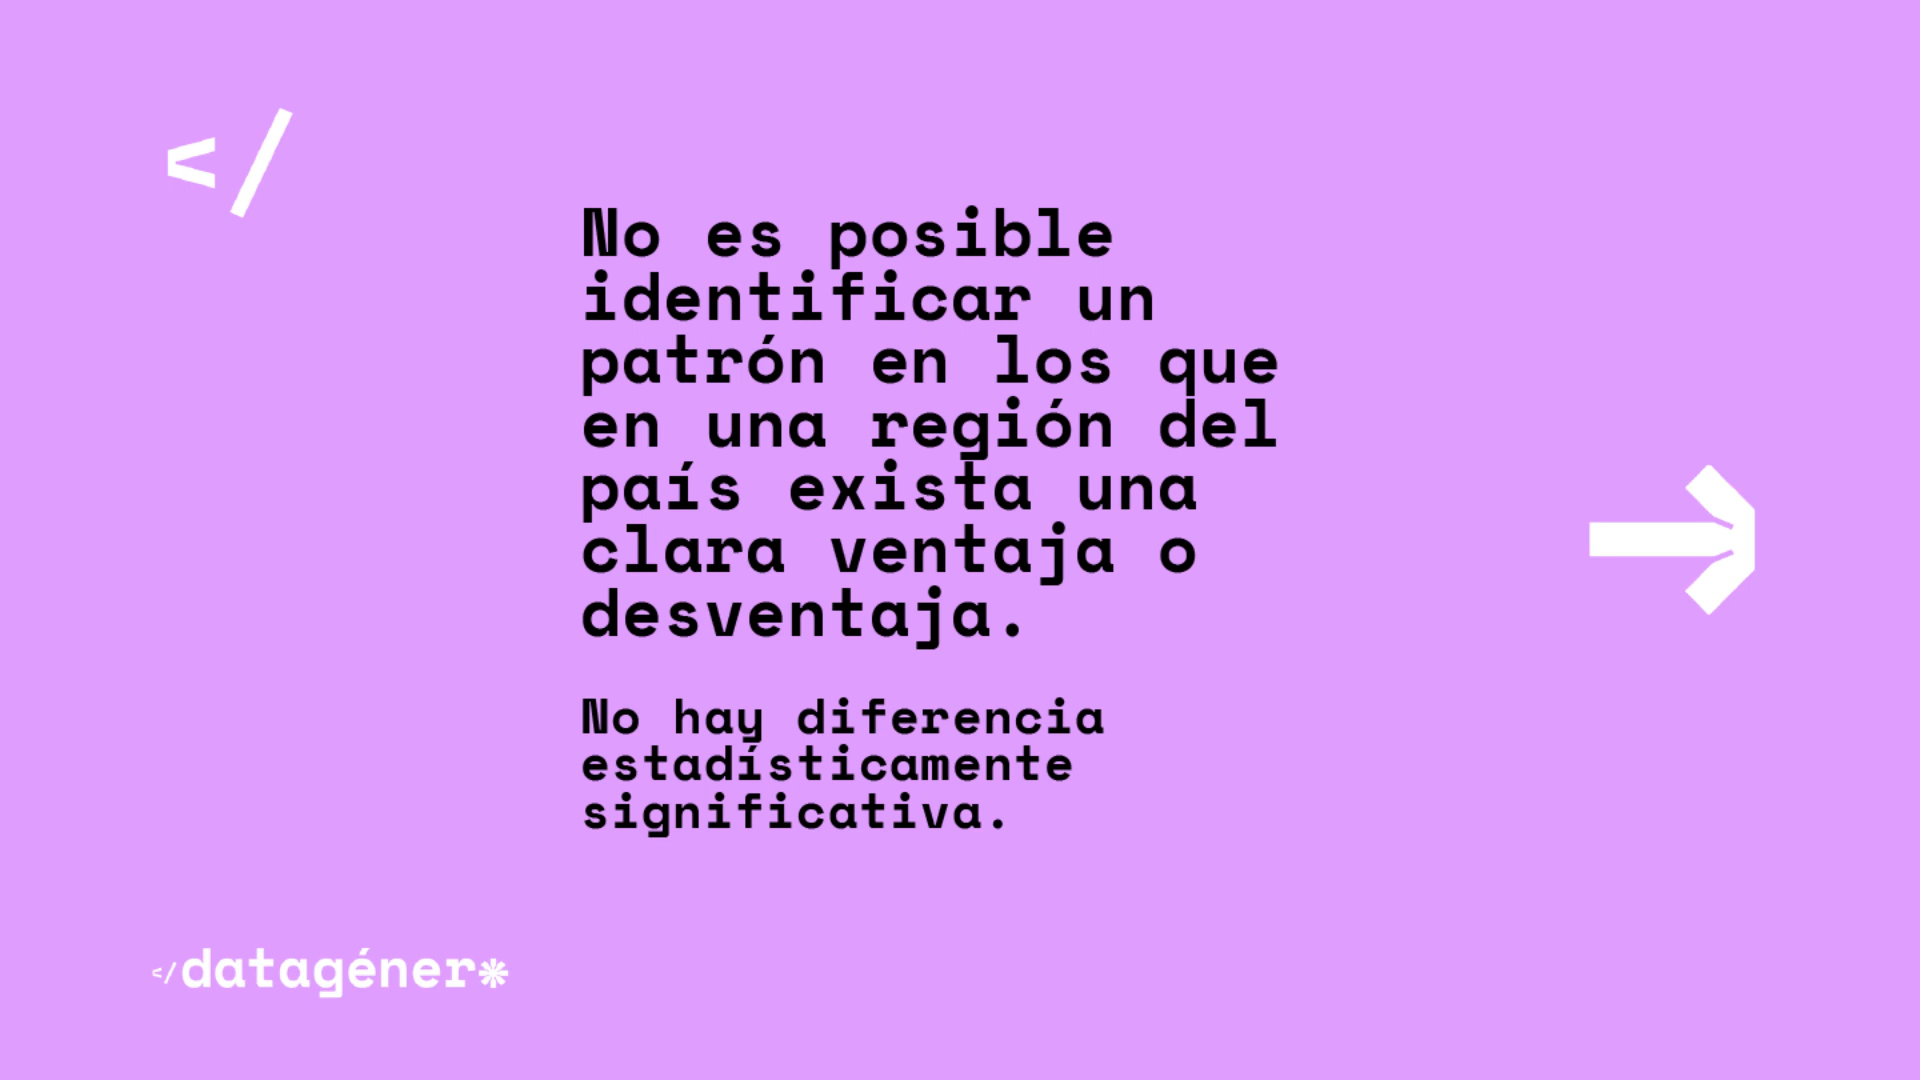 </
No es posible
identificar un
patrón en los que
en una región del
país exista una
clara ventaja o
desventaja.
No hay diferencia
estadísticamente
significativa.
</datagéner*